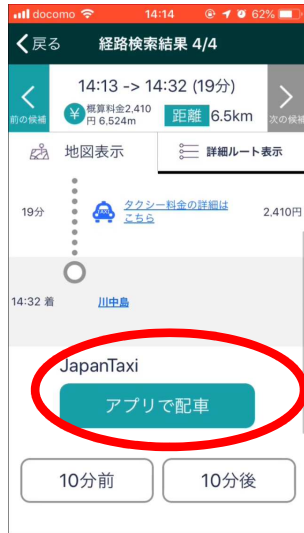 docomo 14:14 62%
戻る 経路検索結果 4/4
14:13 -> 14:32 (19分)
前の候補 ¥ 概算料金2,410
円 6,524m 距離 6.5km 次の候補
地図表示 詳細ルート表示
19分 タクシー料金の詳細は
こちら 2,410円
14:32 着 川中島
JapanTaxi
アプリで配車
10分前 10分後